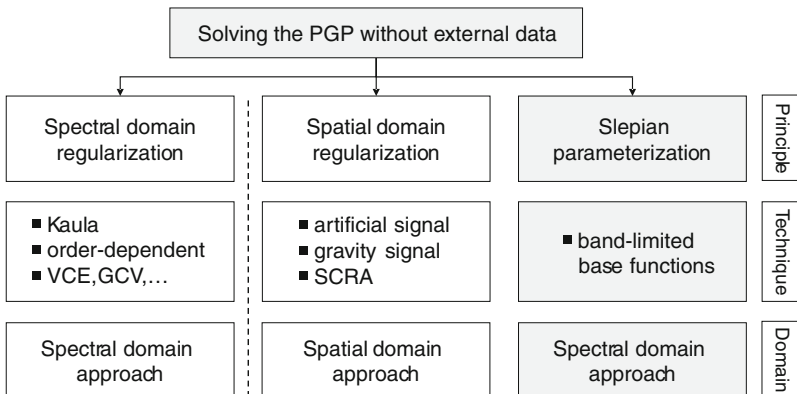 Solving the PGP without external data
Spectral domain
regularization
Spatial domain
regularization
Slepian
parameterization
Principle
■ Kaula
■ order-dependent
■ VCE,GCV,…
■ artificial signal
■ gravity signal
■ SCRA
■ band-limited
base functions
Technique
Spectral domain
approach
Spatial domain
approach
Spectral domain
approach
Domain